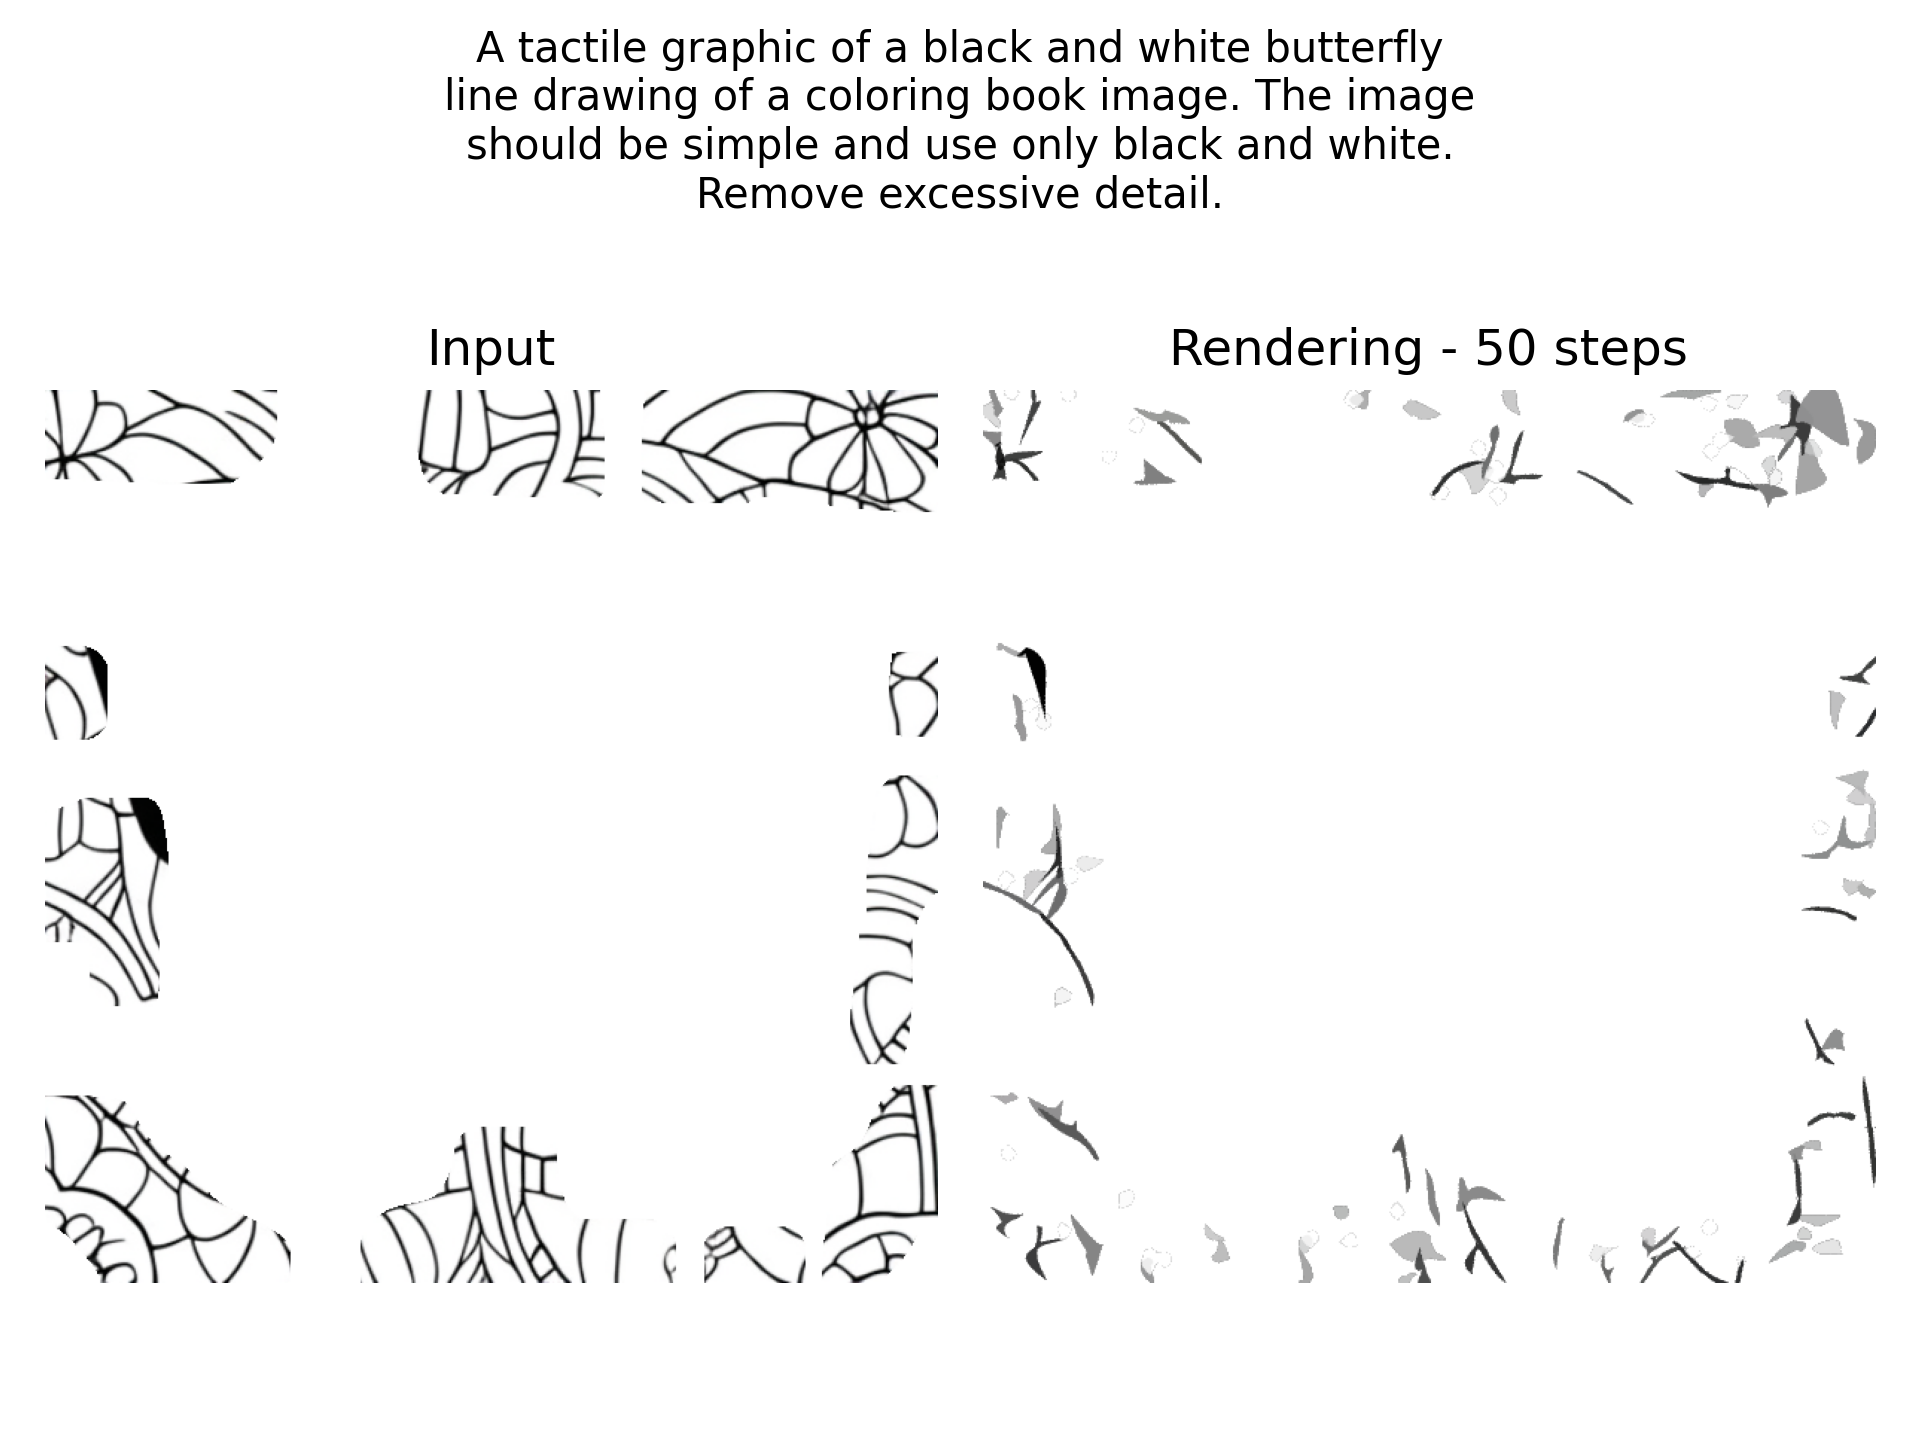 A tactile graphic of a black and white butterfly
line drawing of a coloring book image. The image
should be simple and use only black and white.
Remove excessive detail.
Input
Rendering - 50 steps